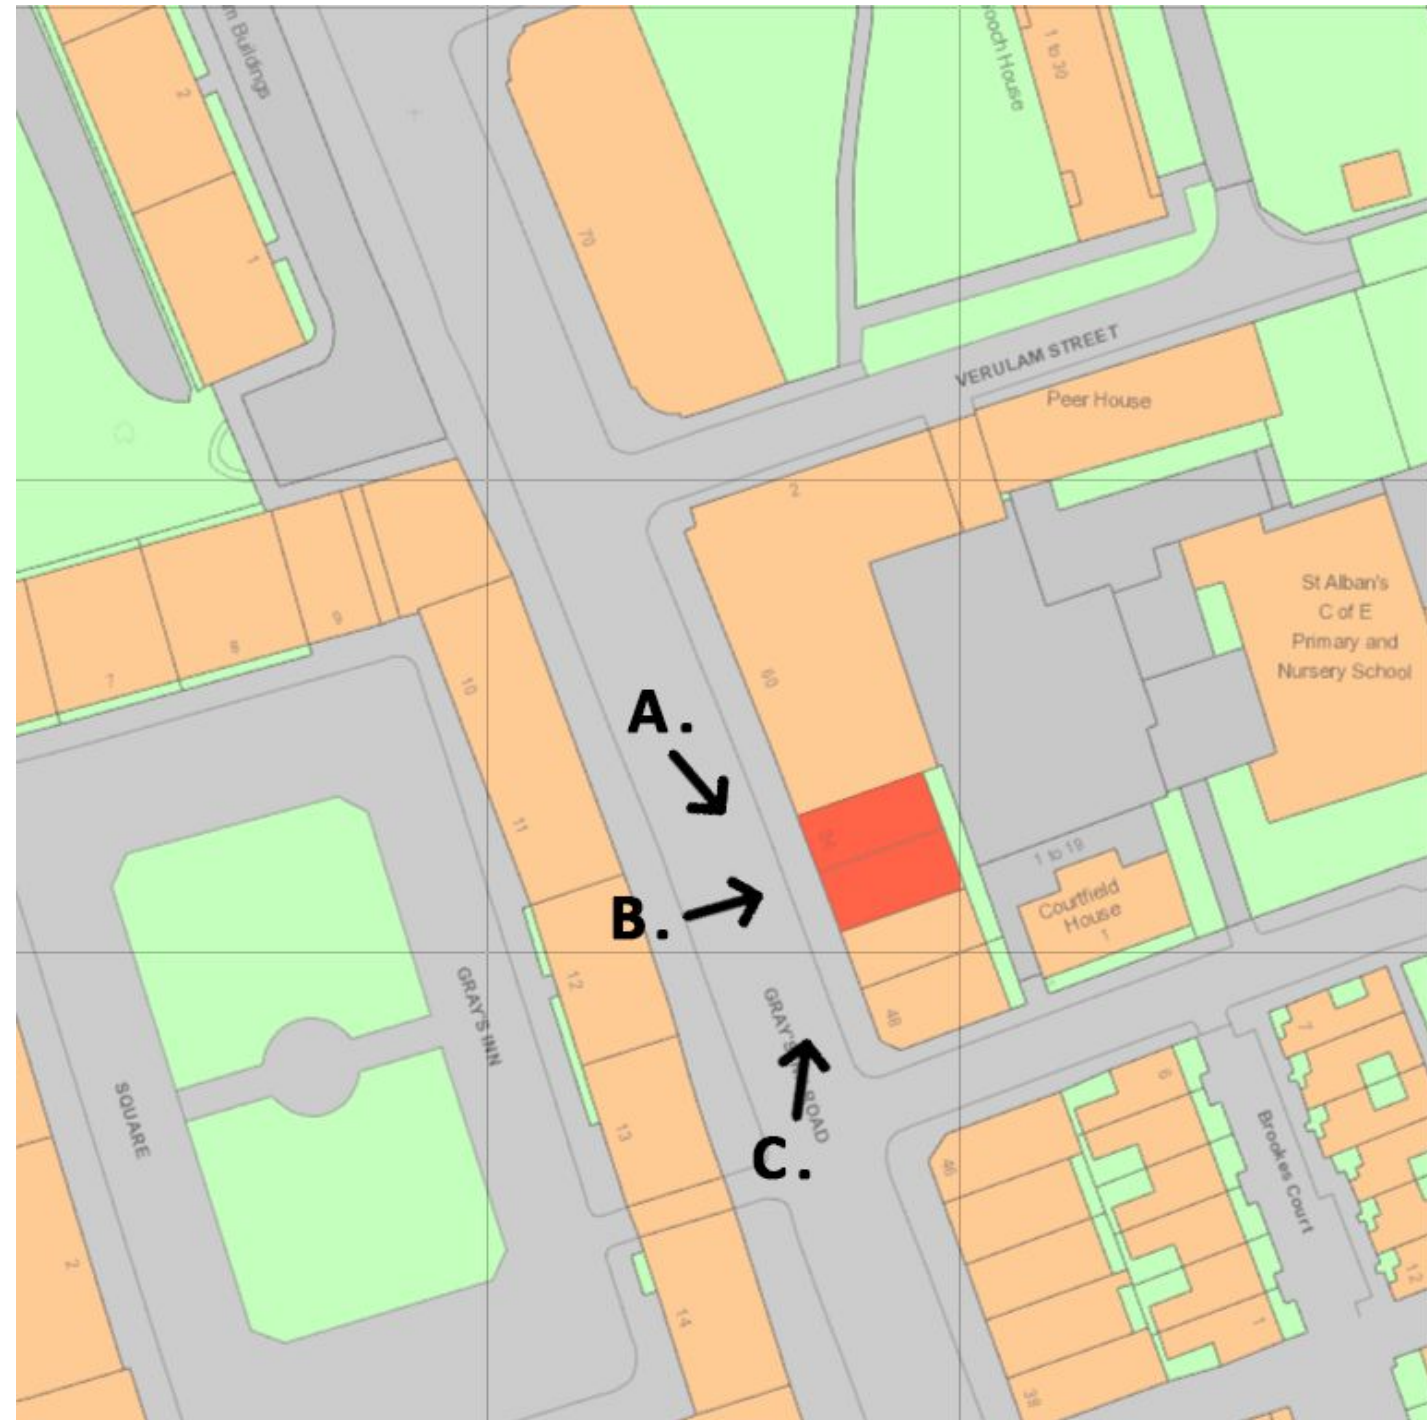 m Buildings
ooch House
1 to 30
2
1
70
VERULAM STREET
Peer House
2
St Alban's
C of E
Primary and
Nursery School
7
8
9
10
60
A.
11
1 to 19
Courtfield
House
1
B.
12
GRAY'S INN
GRAY'S INN ROAD
48
C.
SQUARE
13
6
7
46
Brookes Court
2
14
1
12
38